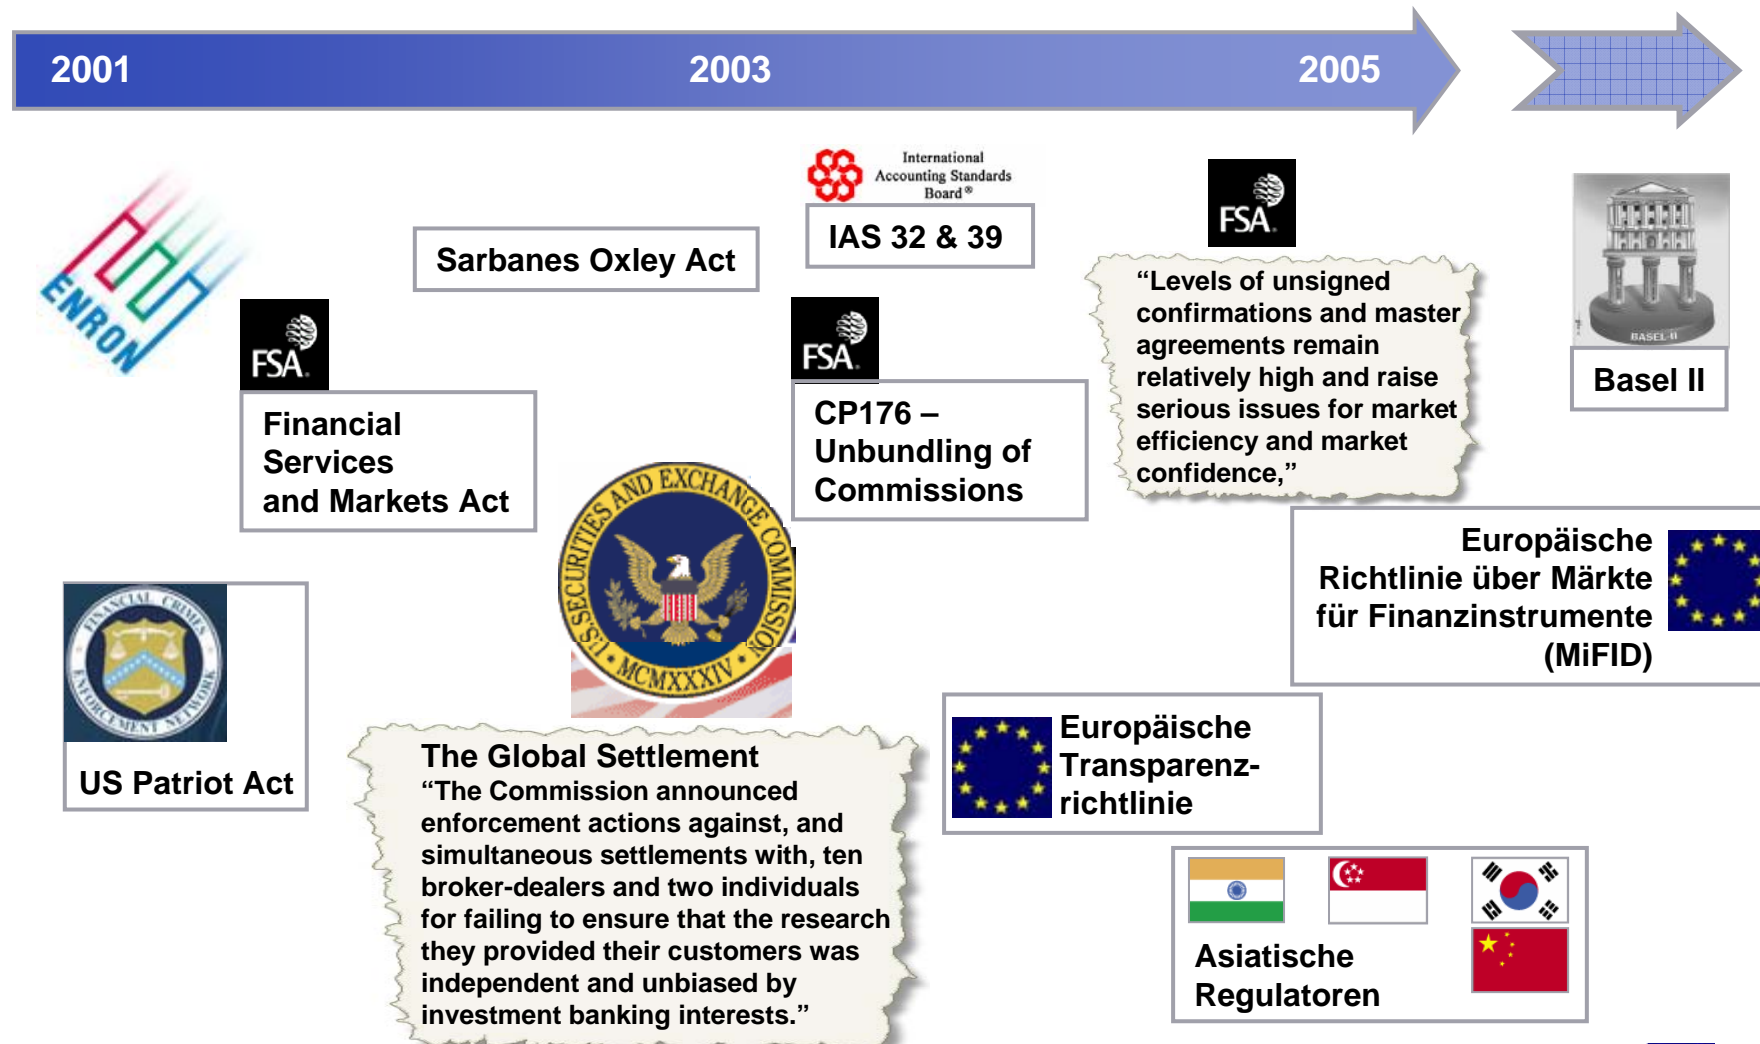 2001
2003
2005
International
Accounting Standards
Board®
IAS 32 & 39
FSA
ENRON
Sarbanes Oxley Act
FSA
Financial
Services
and Markets Act
FSA
CP176 –
Unbundling of
Commissions
“Levels of unsigned
confirmations and master
agreements remain
relatively high and raise
serious issues for market
efficiency and market
confidence,”
BASEL-II
Basel II
U.S. SECURITIES AND EXCHANGE COMMISSION
MCMXXXIV
Europäische
Richtlinie über Märkte
für Finanzinstrumente
(MiFID)
FINANCIAL CRIMES
ENFORCEMENT NETWORK
US Patriot Act
The Global Settlement
“The Commission announced
enforcement actions against, and
simultaneous settlements with, ten
broker-dealers and two individuals
for failing to ensure that the research
they provided their customers was
independent and unbiased by
investment banking interests.”
Europäische
Transparenz-
richtlinie
Asiatische
Regulatoren